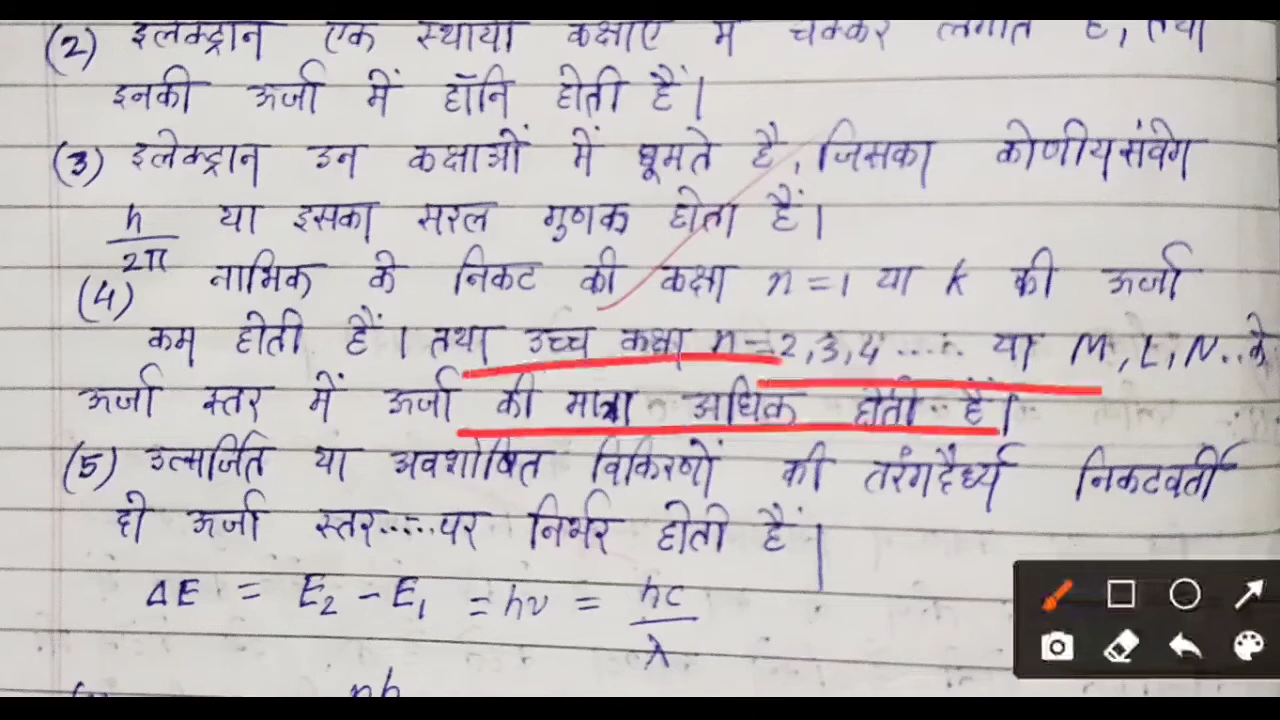 (2) इलेक्ट्रान एक स्थायी कक्षाए में चक्कर लगाते है, तथा
इनकी ऊर्जा में हॉनि होती हैं।
(3) इलेक्ट्रान उन कक्षाओं में घूमते है, जिसका कोणीय संवेग
h/2π या इसका सरल गुणक होता हैं।
(4) नाभिक के निकट की कक्षा n=1 या k की ऊर्जा
कम होती हैं। तथा उच्च कक्षा n=2,3,4..... या M, L, N.. के
ऊर्जा स्तर में ऊर्जा की मात्रा अधिक होती हैं।
(5) उत्सर्जित या अवशोषित विकिरणों की तरंगदैर्ध्य निकटवर्ती
दो ऊर्जा स्तर.....पर निर्भर होती हैं।
ΔE = E₂ - E₁ = hν = hc/λ
nh